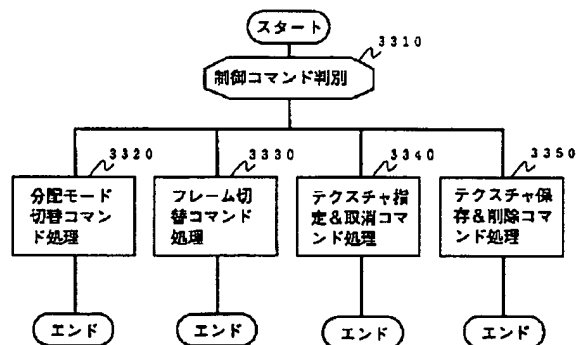 スタート
3310
制御コマンド判別
3320
3330
3340
3350
分配モード
切替コマン
ド処理
フレーム切
替コマンド
処理
テクスチャ指
定&取消コマ
ンド処理
テクスチャ保
存&削除コマ
ンド処理
エンド
エンド
エンド
エンド